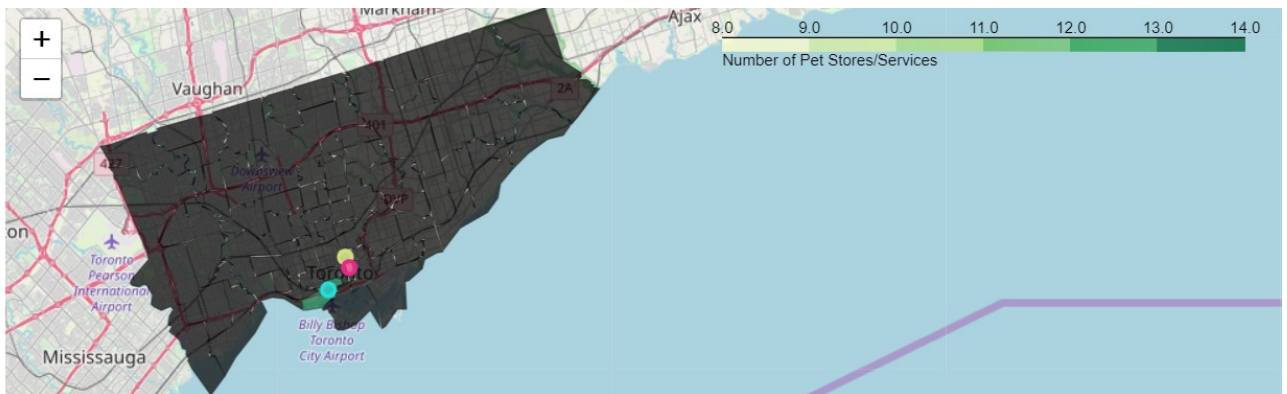 +
−
Markham
Ajax
8.0 9.0 10.0 11.0 12.0 13.0 14.0
Number of Pet Stores/Services
Vaughan
2A
401
427
Downsview
Airport
DVP
on
Toronto
Pearson
International
Airport
Toronto
Billy Bishop
Toronto
City Airport
Mississauga